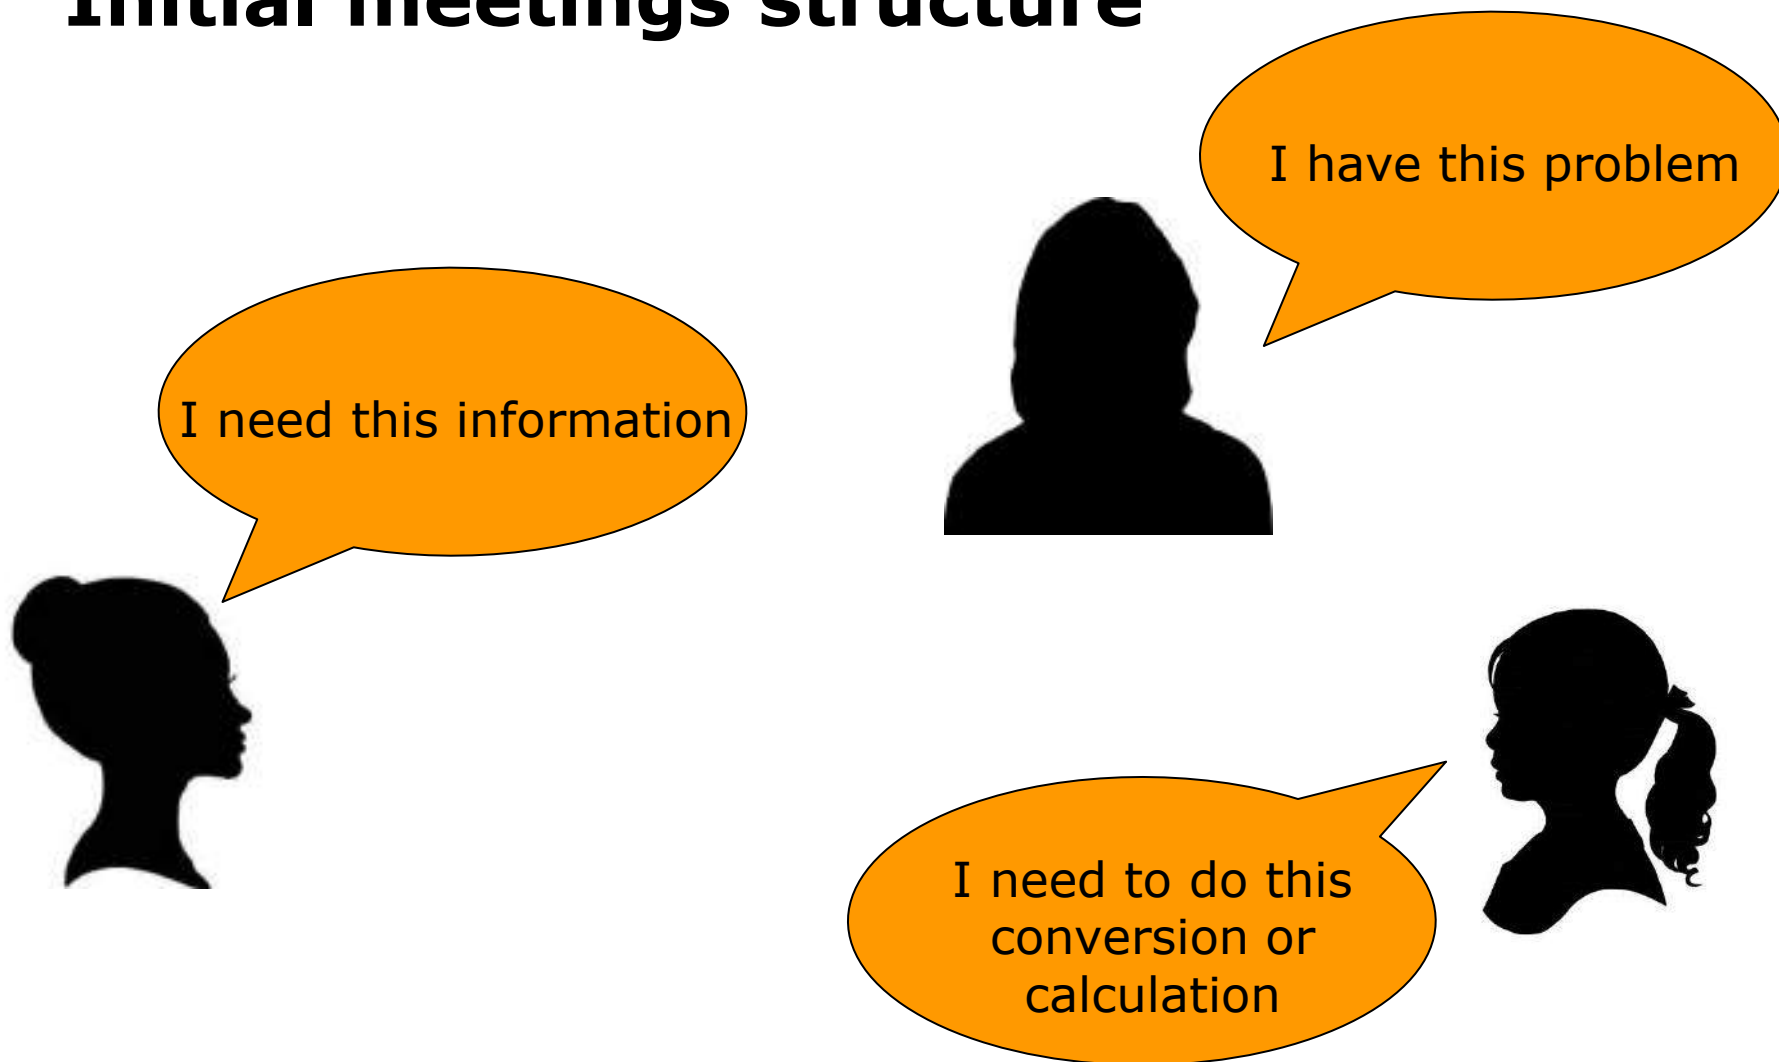 Initial meetings structure
I have this problem
I need this information
I need to do this
conversion or
calculation